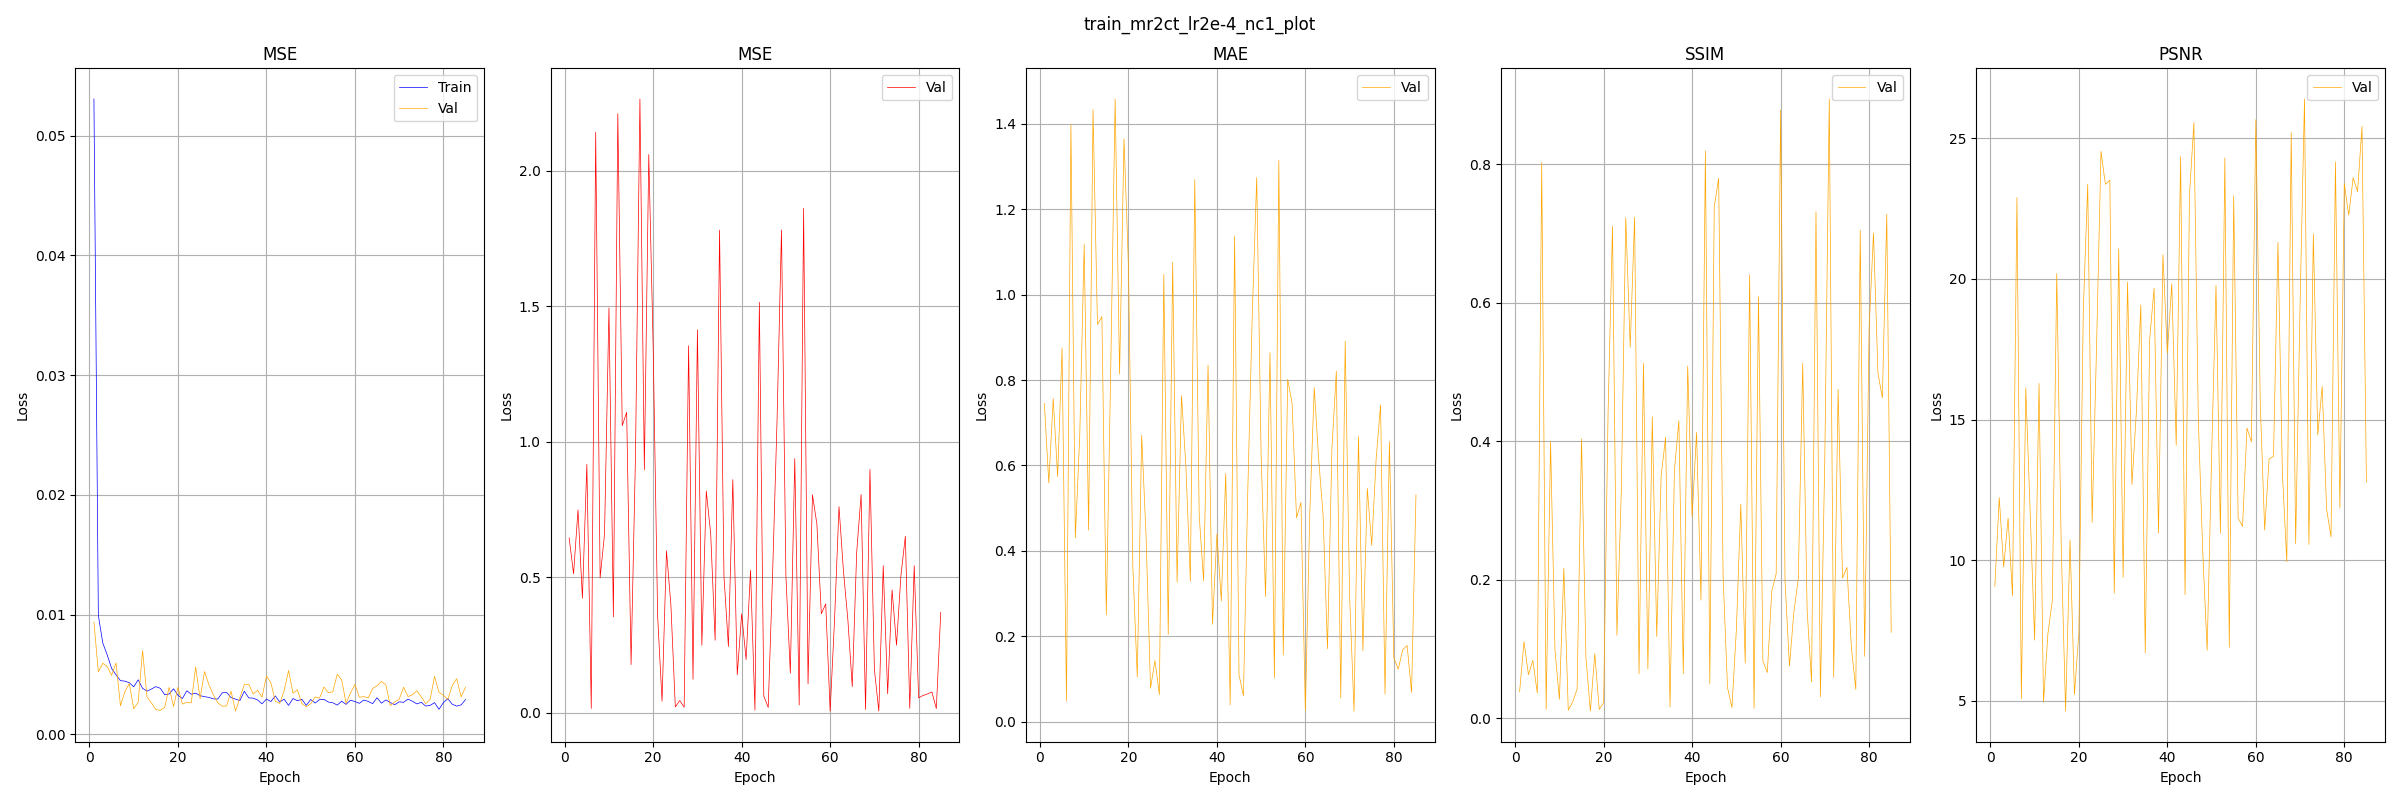 train_mr2ct_lr2e-4_nc1_plot
MSE
Train
Val
0.05
0.04
0.03
0.02
0.01
0.00
Loss
0 20 40 60 80
Epoch
MSE
Val
2.0
1.5
1.0
0.5
0.0
Loss
0 20 40 60 80
Epoch
MAE
Val
1.4
1.2
1.0
0.8
0.6
0.4
0.2
0.0
Loss
0 20 40 60 80
Epoch
SSIM
Val
0.8
0.6
0.4
0.2
0.0
Loss
0 20 40 60 80
Epoch
PSNR
Val
25
20
15
10
5
Loss
0 20 40 60 80
Epoch